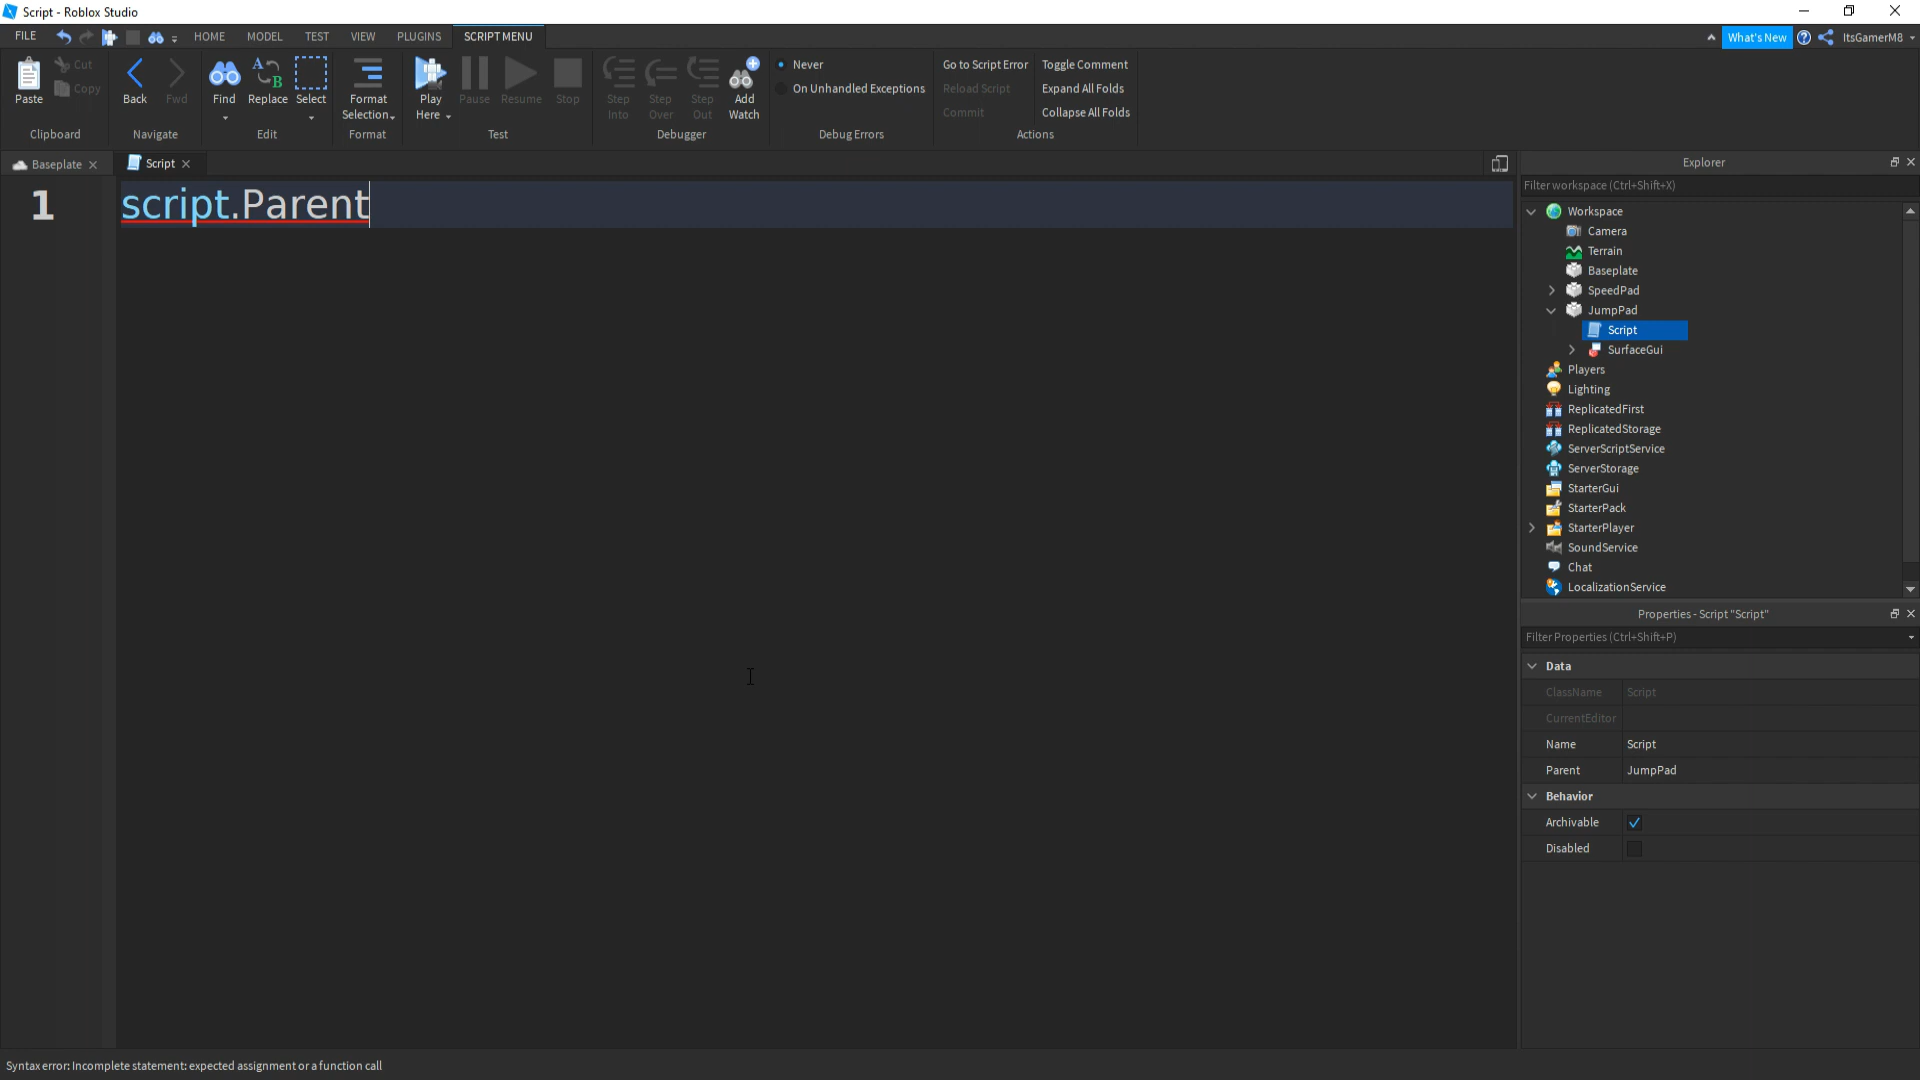 Script - Roblox Studio
FILE HOME MODEL TEST VIEW PLUGINS SCRIPT MENU What's New ItsGamerM8
Paste Cut Copy Clipboard
Back Fwd Navigate
Find Replace Select Edit
Format Selection Format
Play Here Pause Resume Stop Test
Step Into Step Over Step Out Add Watch Debugger
Never
On Unhandled Exceptions
Debug Errors
Go to Script Error Toggle Comment
Reload Script Expand All Folds
Commit Collapse All Folds
Actions
Baseplate Script
1 script.Parent
Explorer
Filter workspace (Ctrl+Shift+X)
Workspace
Camera
Terrain
Baseplate
SpeedPad
JumpPad
Script
SurfaceGui
Players
Lighting
ReplicatedFirst
ReplicatedStorage
ServerScriptService
ServerStorage
StarterGui
StarterPack
StarterPlayer
SoundService
Chat
LocalizationService
Properties - Script "Script"
Filter Properties (Ctrl+Shift+P)
Data
ClassName Script
CurrentEditor
Name Script
Parent JumpPad
Behavior
Archivable
Disabled
Syntax error: Incomplete statement: expected assignment or a function call